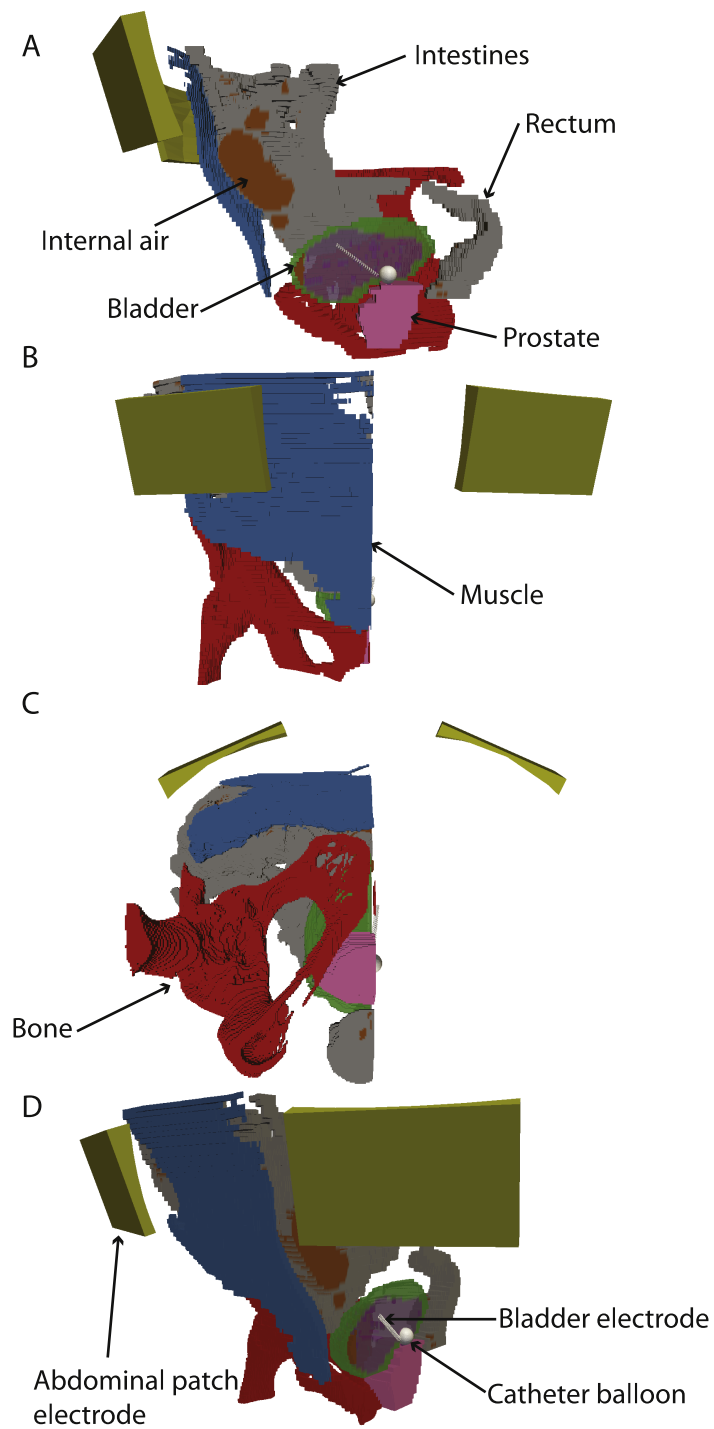 A
Intestines
Rectum
Internal air
Bladder
Prostate
B
Muscle
C
Bone
D
Bladder electrode
Abdominal patch
electrode
Catheter balloon